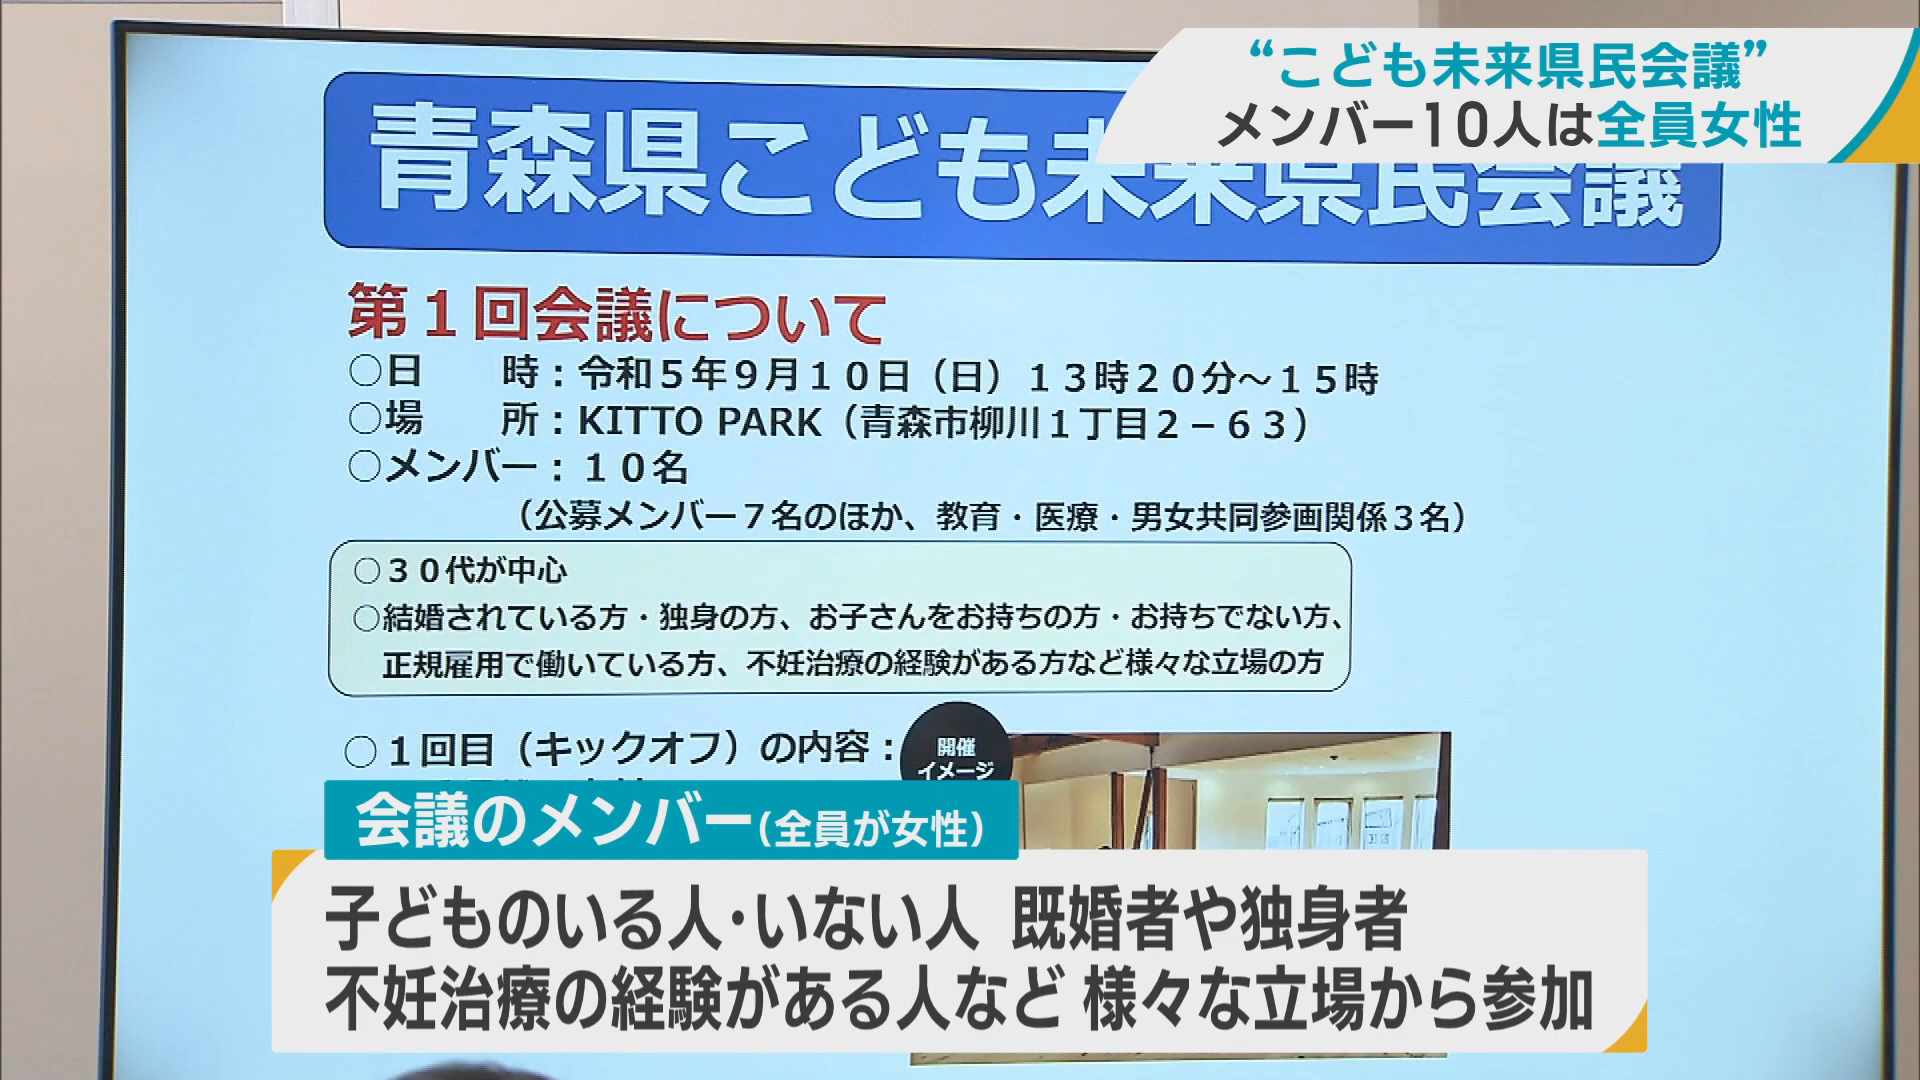 “こども未来県民会議”
メンバー10人は全員女性
青森県こども未来県民会議
第１回会議について
○日　　時：令和５年９月１０日（日）１３時２０分～１５時
○場　　所：KITTO PARK（青森市柳川１丁目２－６３）
○メンバー：１０名
（公募メンバー７名のほか、教育・医療・男女共同参画関係３名）
○３０代が中心
○結婚されている方・独身の方、お子さんをお持ちの方・お持ちでない方、
正規雇用で働いている方、不妊治療の経験がある方など様々な立場の方
○１回目（キックオフ）の内容：
開催
イメージ
会議のメンバー(全員が女性)
子どものいる人･いない人 既婚者や独身者
不妊治療の経験がある人など 様々な立場から参加